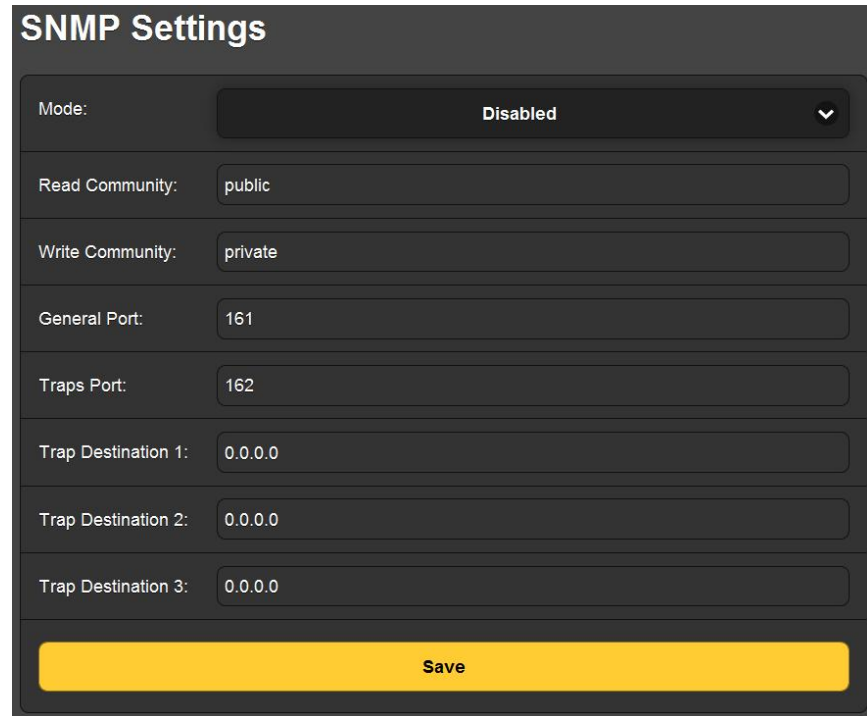 SNMP Settings
Mode: Disabled
Read Community: public
Write Community: private
General Port: 161
Traps Port: 162
Trap Destination 1: 0.0.0.0
Trap Destination 2: 0.0.0.0
Trap Destination 3: 0.0.0.0
Save